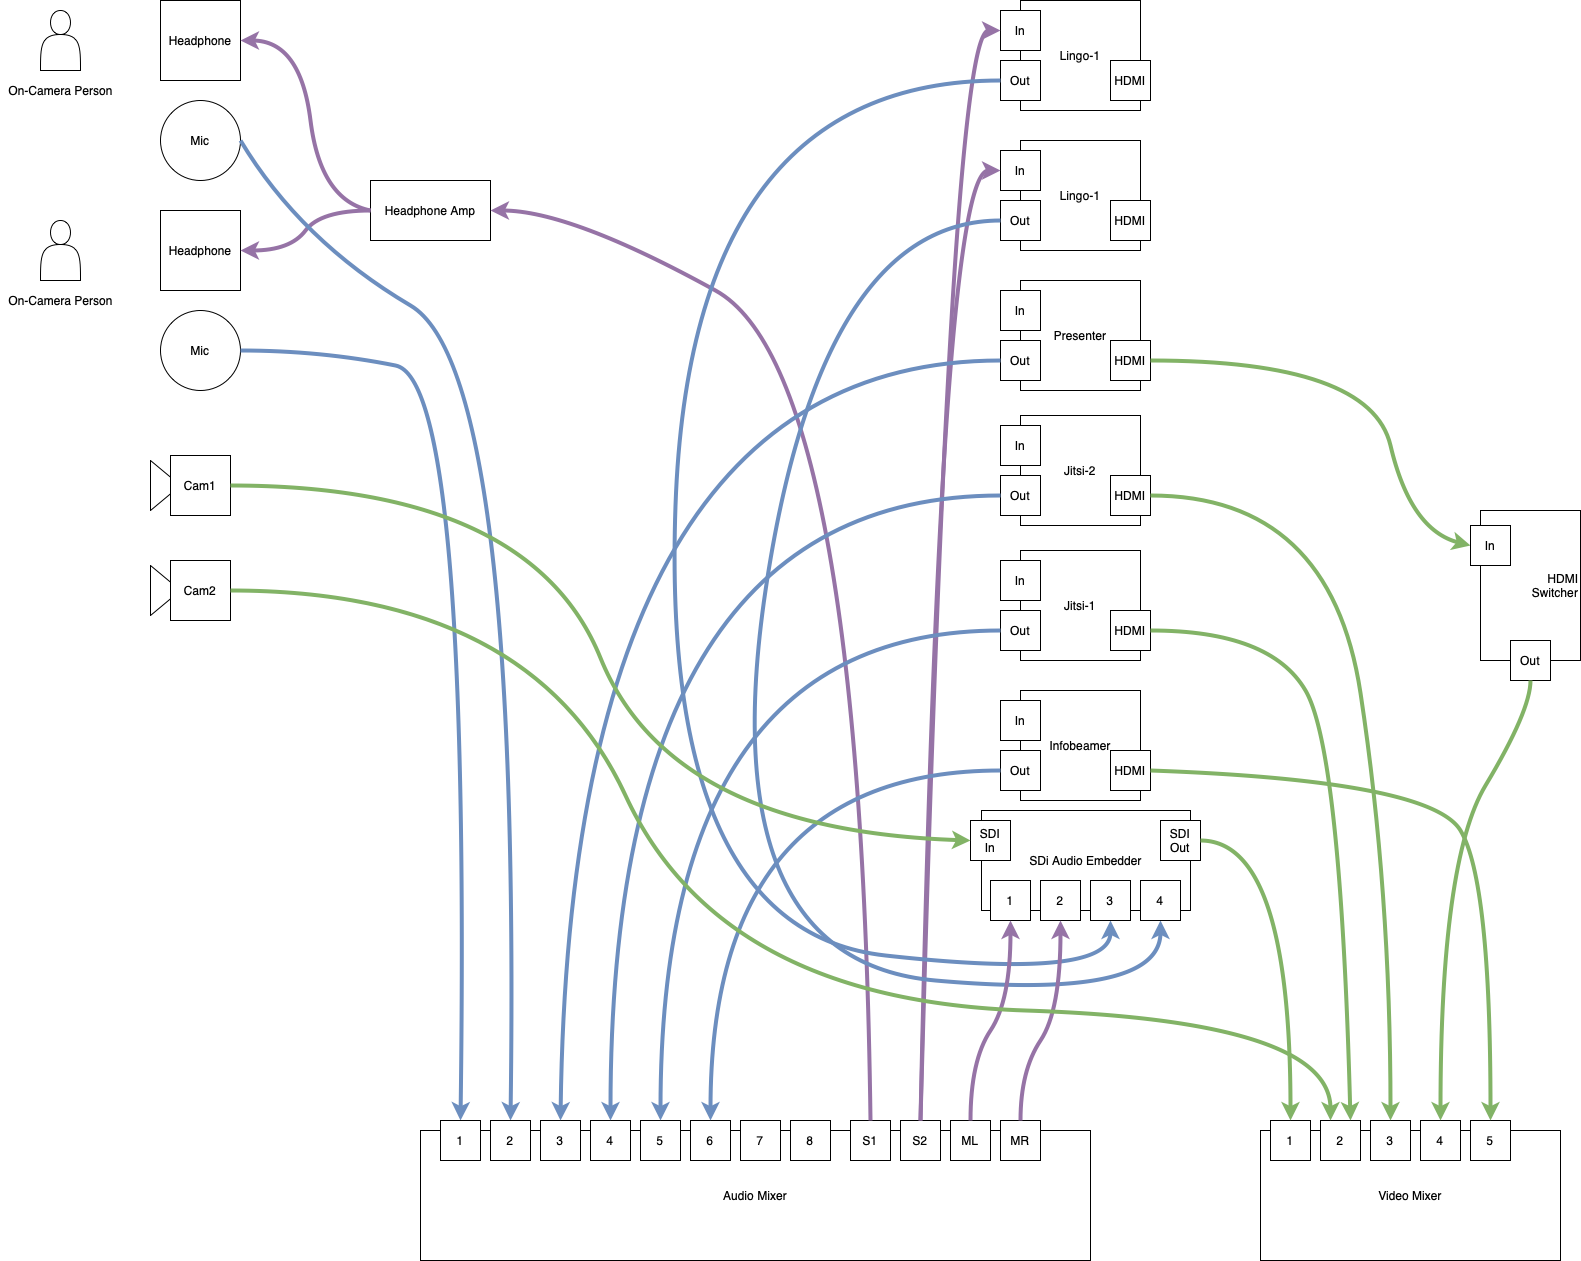 On-Camera Person
Headphone
Mic
On-Camera Person
Headphone
Mic
Headphone Amp
Cam1
Cam2
In
Lingo-1
Out
HDMI
In
Lingo-1
Out
HDMI
In
Presenter
Out
HDMI
In
Jitsi-2
Out
HDMI
In
Jitsi-1
Out
HDMI
In
Infobeamer
Out
HDMI
In
HDMI
Switcher
Out
SDI
In
SDI
Out
SDi Audio Embedder
1
2
3
4
1
2
3
4
5
6
7
8
S1
S2
ML
MR
Audio Mixer
1
2
3
4
5
Video Mixer